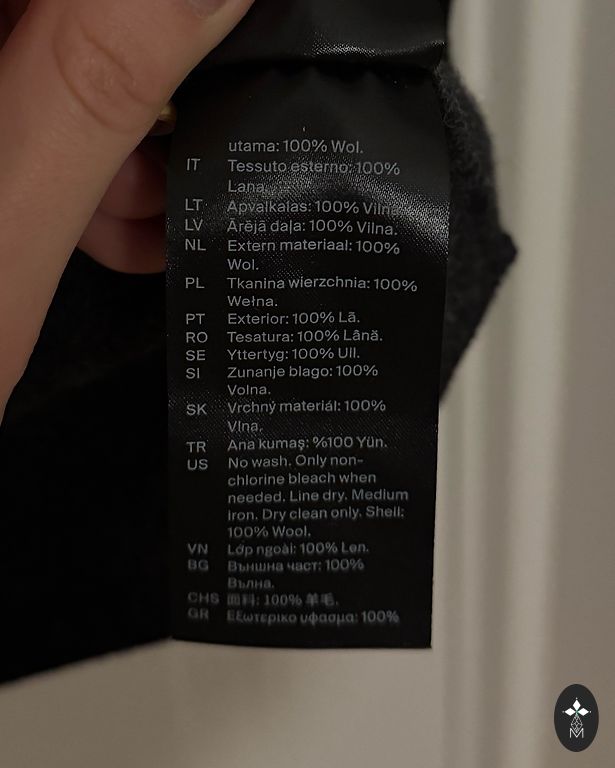 utama: 100% Wol.
IT Tessuto esterno: 100%
Lana.
LT Apvalkalas: 100% Vilna.
LV Ārējā daļa: 100% Vilna.
NL Extern materiaal: 100%
Wol.
PL Tkanina wierzchnia: 100%
Wełna.
PT Exterior: 100% Lã.
RO Tesatura: 100% Lână.
SE Yttertyg: 100% Ull.
SI Zunanje blago: 100%
Volna.
SK Vrchný materiál: 100%
Vlna.
TR Ana kumaş: %100 Yün.
US No wash. Only non-
chlorine bleach when
needed. Line dry. Medium
iron. Dry clean only. Shell:
100% Wool.
VN Lớp ngoài: 100% Len.
BG Външна част: 100%
Вълна.
CHS 面料: 100% 羊毛.
GR Εξωτερικο υφασμα: 100%
M